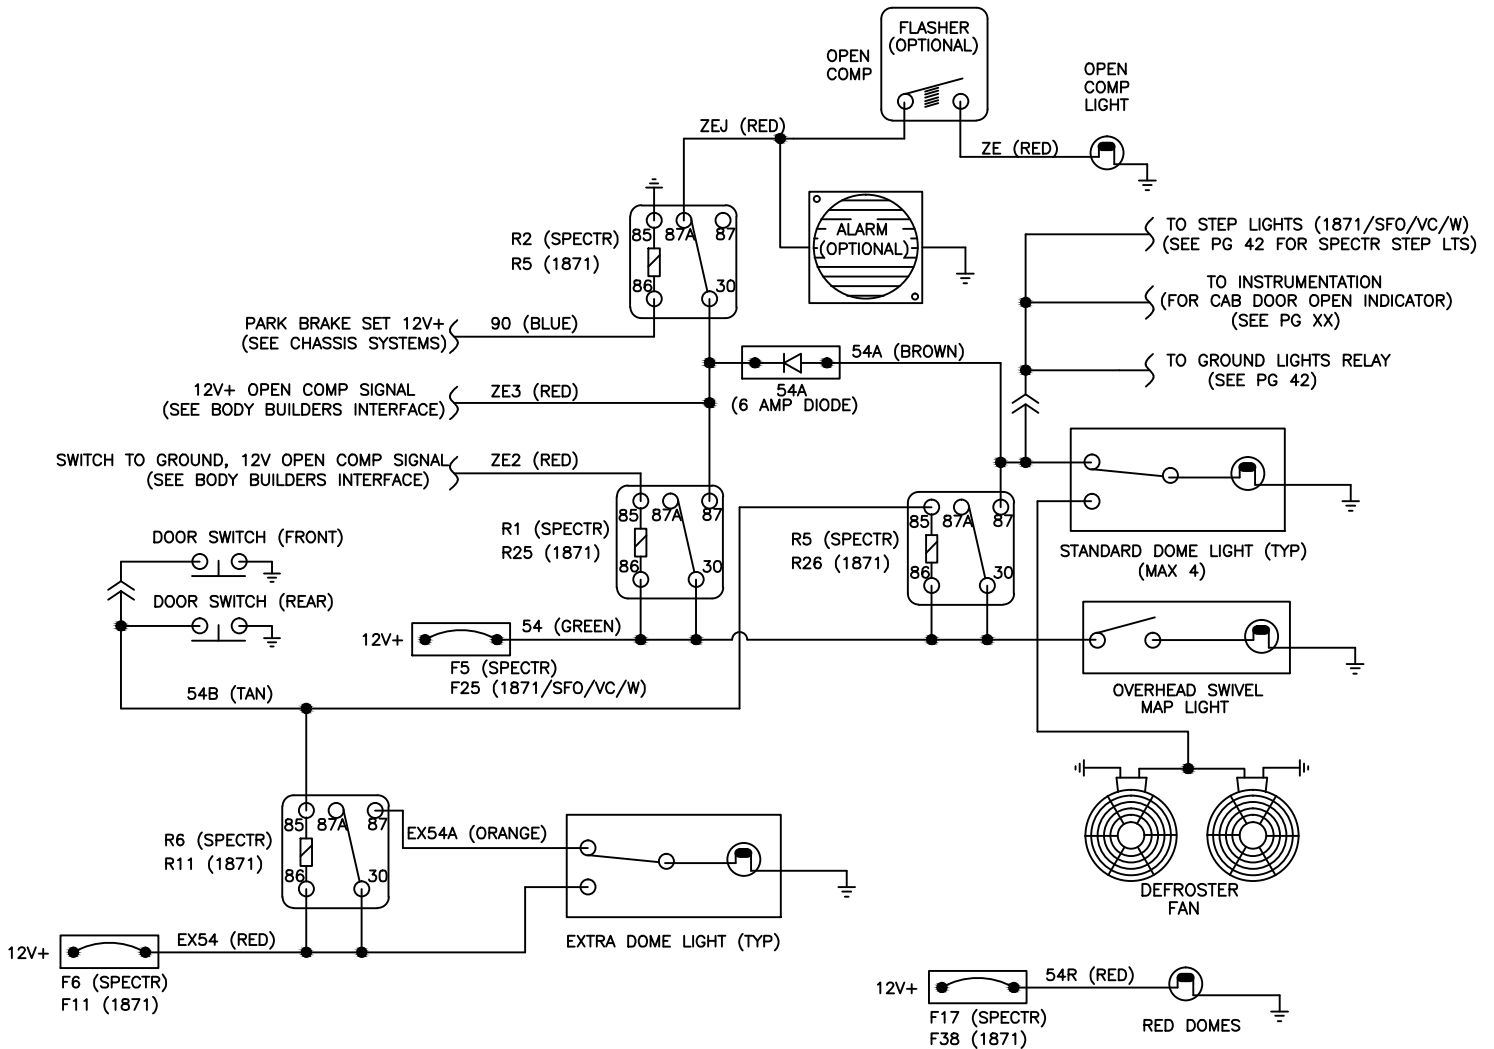 FLASHER
(OPTIONAL)
OPEN
COMP
OPEN
COMP
LIGHT
ZEJ (RED)
ZE (RED)
85
87A
87
86
30
R2 (SPECTR)
R5 (1871)
ALARM
(OPTIONAL)
TO STEP LIGHTS (1871/SFO/VC/W)
(SEE PG 42 FOR SPECTR STEP LTS)
TO INSTRUMENTATION
(FOR CAB DOOR OPEN INDICATOR)
(SEE PG XX)
PARK BRAKE SET 12V+
(SEE CHASSIS SYSTEMS)
90 (BLUE)
54A (BROWN)
TO GROUND LIGHTS RELAY
(SEE PG 42)
12V+ OPEN COMP SIGNAL
(SEE BODY BUILDERS INTERFACE)
ZE3 (RED)
54A
(6 AMP DIODE)
SWITCH TO GROUND, 12V OPEN COMP SIGNAL
(SEE BODY BUILDERS INTERFACE)
ZE2 (RED)
85
87A
87
86
30
R1 (SPECTR)
R25 (1871)
85
87A
87
86
30
R5 (SPECTR)
R26 (1871)
STANDARD DOME LIGHT (TYP)
(MAX 4)
DOOR SWITCH (FRONT)
DOOR SWITCH (REAR)
12V+
54 (GREEN)
F5 (SPECTR)
F25 (1871/SFO/VC/W)
54B (TAN)
OVERHEAD SWIVEL
MAP LIGHT
85
87A
87
86
30
R6 (SPECTR)
R11 (1871)
EX54A (ORANGE)
DEFROSTER
FAN
EX54 (RED)
EXTRA DOME LIGHT (TYP)
12V+
F6 (SPECTR)
F11 (1871)
12V+
54R (RED)
F17 (SPECTR)
F38 (1871)
RED DOMES